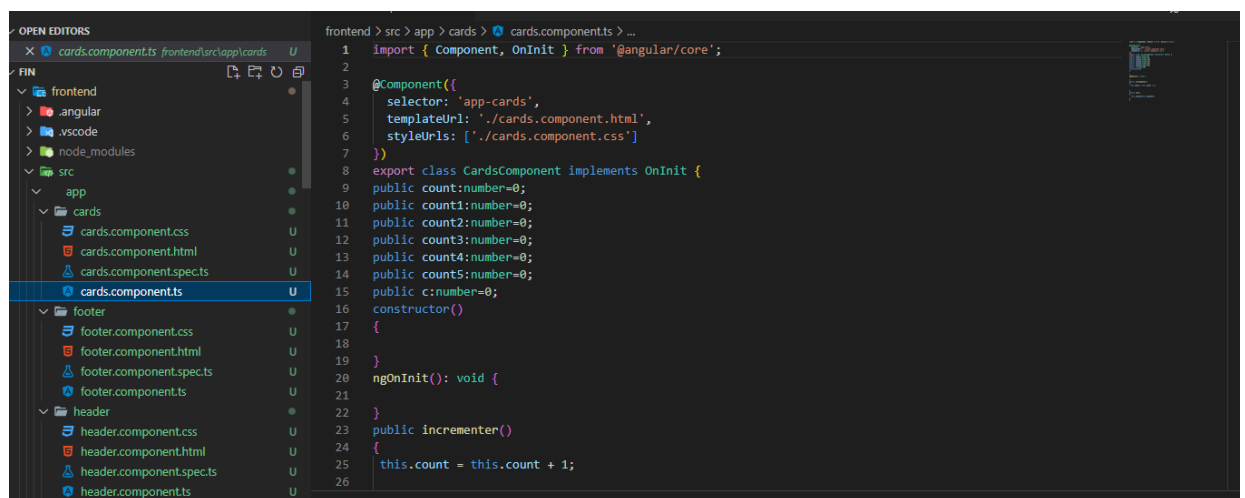 OPEN EDITORS
cards.component.ts frontend\src\app\cards U
FIN
frontend
.angular
.vscode
node_modules
src
app
cards
cards.component.css U
cards.component.html U
cards.component.spec.ts U
cards.component.ts U
footer
footer.component.css U
footer.component.html U
footer.component.spec.ts U
footer.component.ts U
header
header.component.css U
header.component.html U
header.component.spec.ts U
header.component.ts U
frontend > src > app > cards > cards.component.ts > ...
1 import { Component, OnInit } from '@angular/core';
2
3 @Component({
4 selector: 'app-cards',
5 templateUrl: './cards.component.html',
6 styleUrls: ['./cards.component.css']
7 })
8 export class CardsComponent implements OnInit {
9 public count:number=0;
10 public count1:number=0;
11 public count2:number=0;
12 public count3:number=0;
13 public count4:number=0;
14 public count5:number=0;
15 public c:number=0;
16 constructor()
17 {
18
19 }
20 ngOnInit(): void {
21
22 }
23 public incrementer()
24 {
25 this.count = this.count + 1;
26